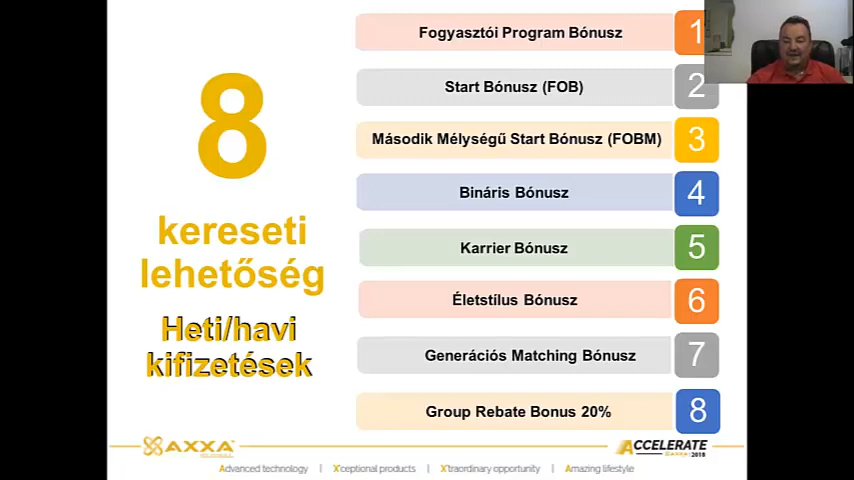 8
kereseti
lehetőség
Heti/havi
kifizetések
Fogyasztói Program Bónusz
1
Start Bónusz (FOB)
2
Második Mélységű Start Bónusz (FOBM)
3
Bináris Bónusz
4
Karrier Bónusz
5
Életstílus Bónusz
6
Generációs Matching Bónusz
7
Group Rebate Bonus 20%
8
AXXA
ACCELERATE
2018
Advanced technology | X'ceptional products | X'traordinary opportunity | Amazing lifestyle